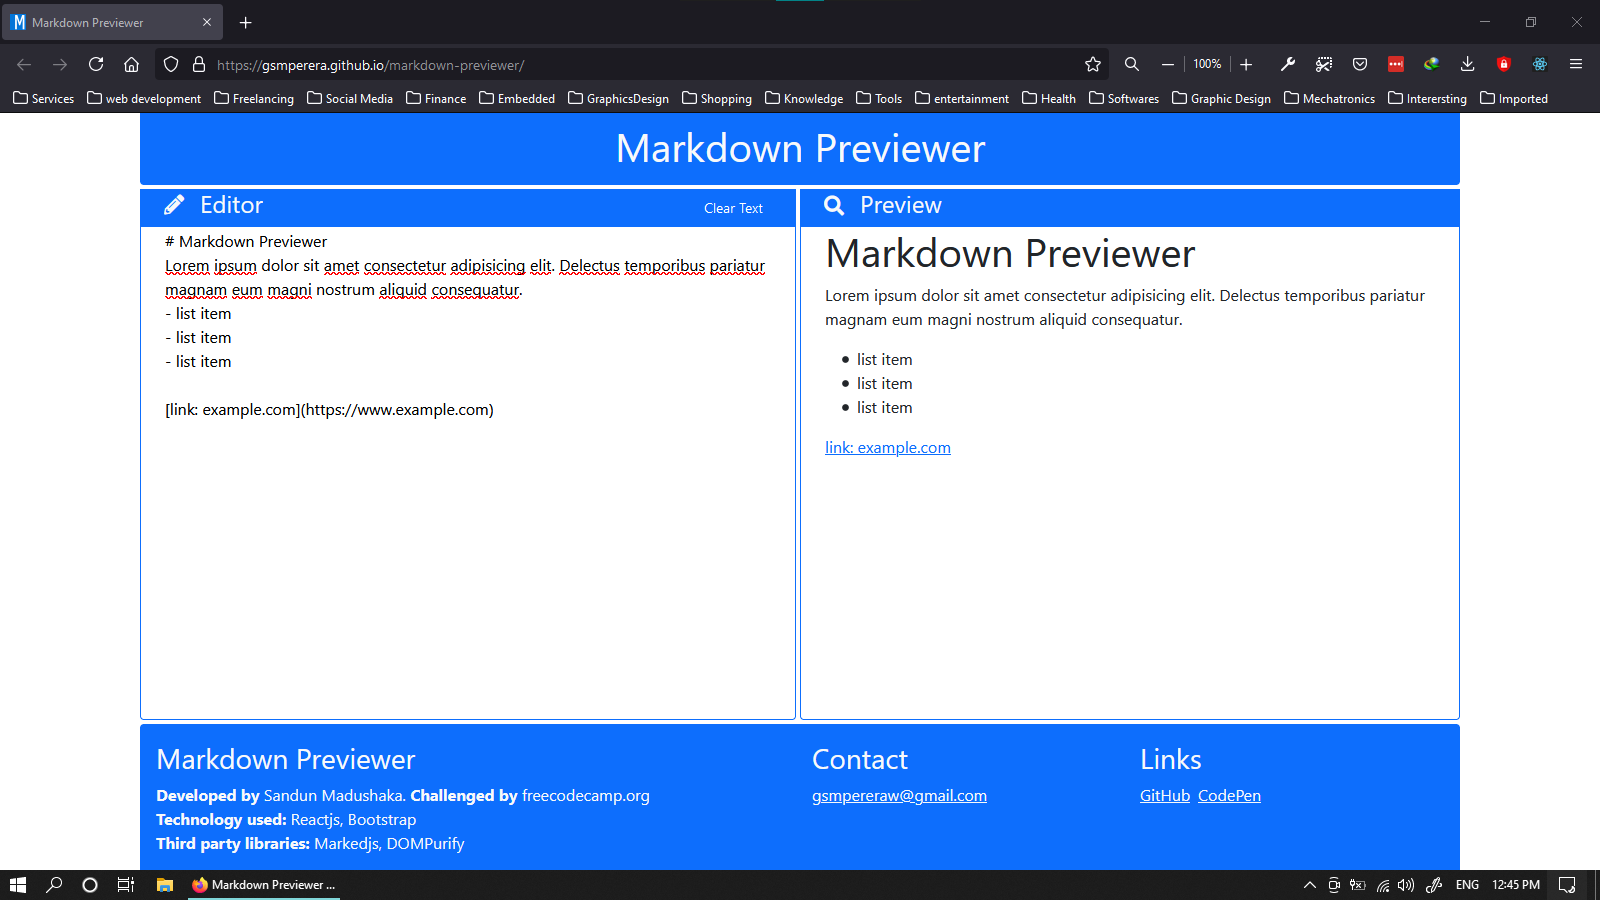 Markdown Previewer
https://gsmperera.github.io/markdown-previewer/
100%
Services web development Freelancing Social Media Finance Embedded GraphicsDesign Shopping Knowledge Tools entertainment Health Softwares Graphic Design Mechatronics Interersting Imported
Markdown Previewer
Editor
Clear Text
# Markdown Previewer
Lorem ipsum dolor sit amet consectetur adipisicing elit. Delectus temporibus pariatur
magnam eum magni nostrum aliquid consequatur.
- list item
- list item
- list item
[link: example.com](https://www.example.com)
Preview
Markdown Previewer
Lorem ipsum dolor sit amet consectetur adipisicing elit. Delectus temporibus pariatur
magnam eum magni nostrum aliquid consequatur.
list item
list item
list item
link: example.com
Markdown Previewer
Developed by Sandun Madushaka. Challenged by freecodecamp.org
Technology used: Reactjs, Bootstrap
Third party libraries: Markedjs, DOMPurify
Contact
gsmpereraw@gmail.com
Links
GitHub CodePen
Markdown Previewer ...
ENG 12:45 PM